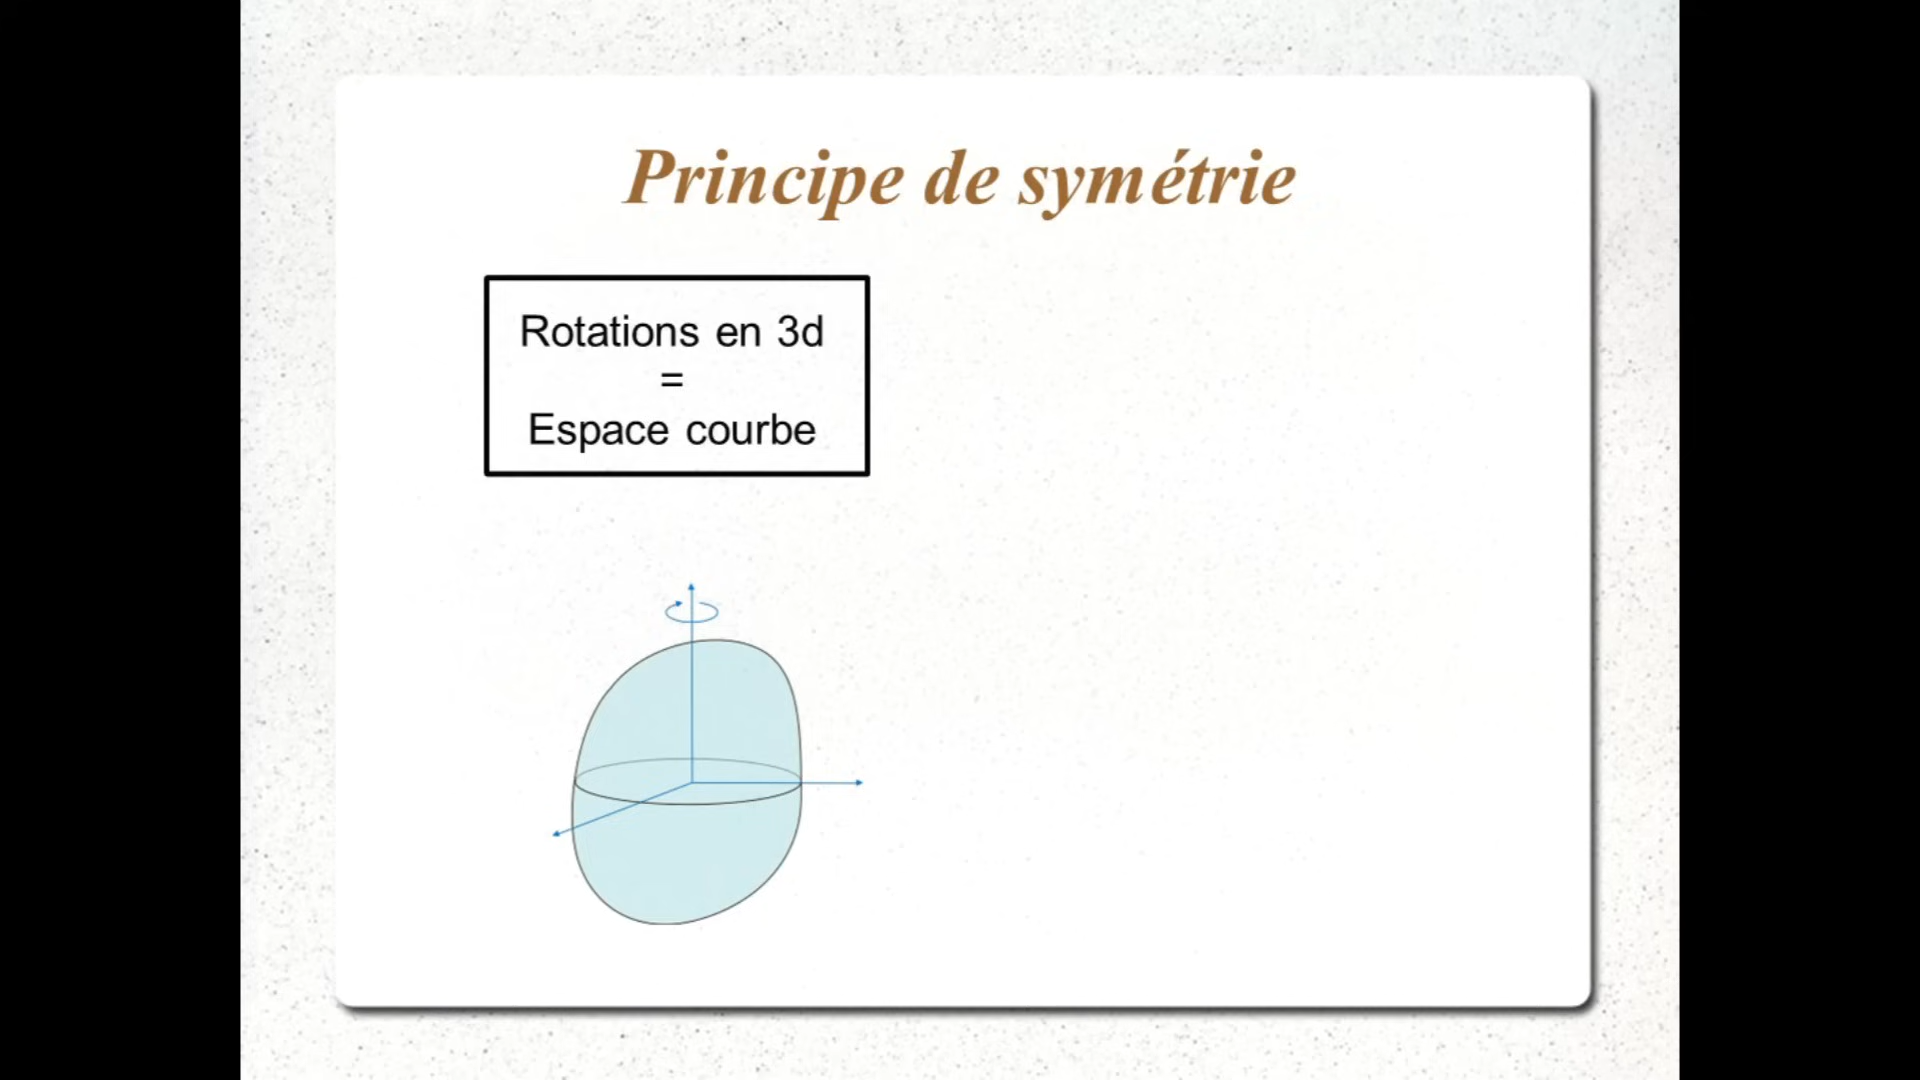 Principe de symétrie
Rotations en 3d
=
Espace courbe